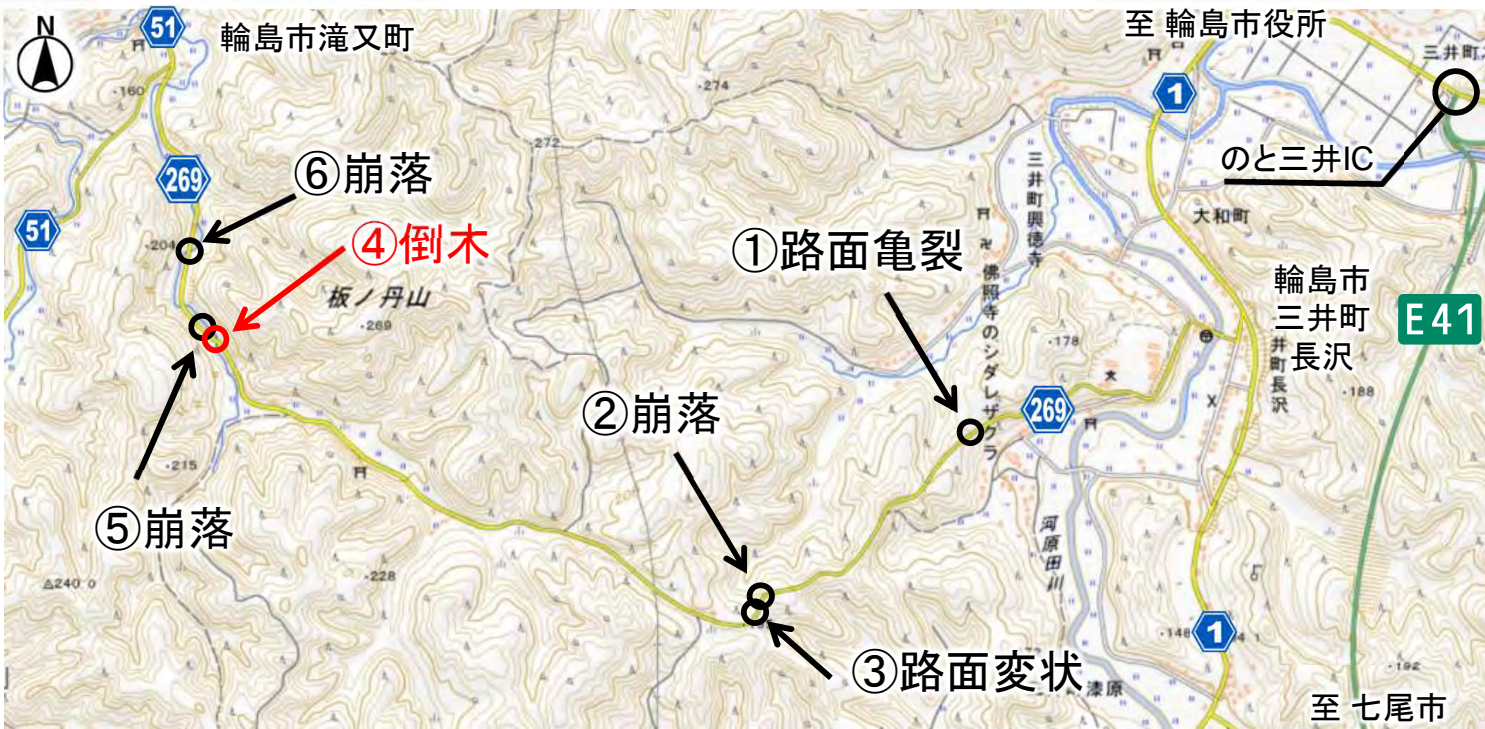 N
51
輪島市滝又町
至 輪島市役所
三井町
・160
・274
1
272
のと三井IC
269
⑥崩落
三井町興徳寺
大和町
51
・204
④倒木
①路面亀裂
板ノ丹山
・269
佛照寺のシダレザクラ
輪島市
三井町
長沢
E41
・178
井町長沢
②崩落
269
・188
・215
⑤崩落
河原田川
△240.0
・228
・148
1
③路面変状
漆原
・192
至 七尾市